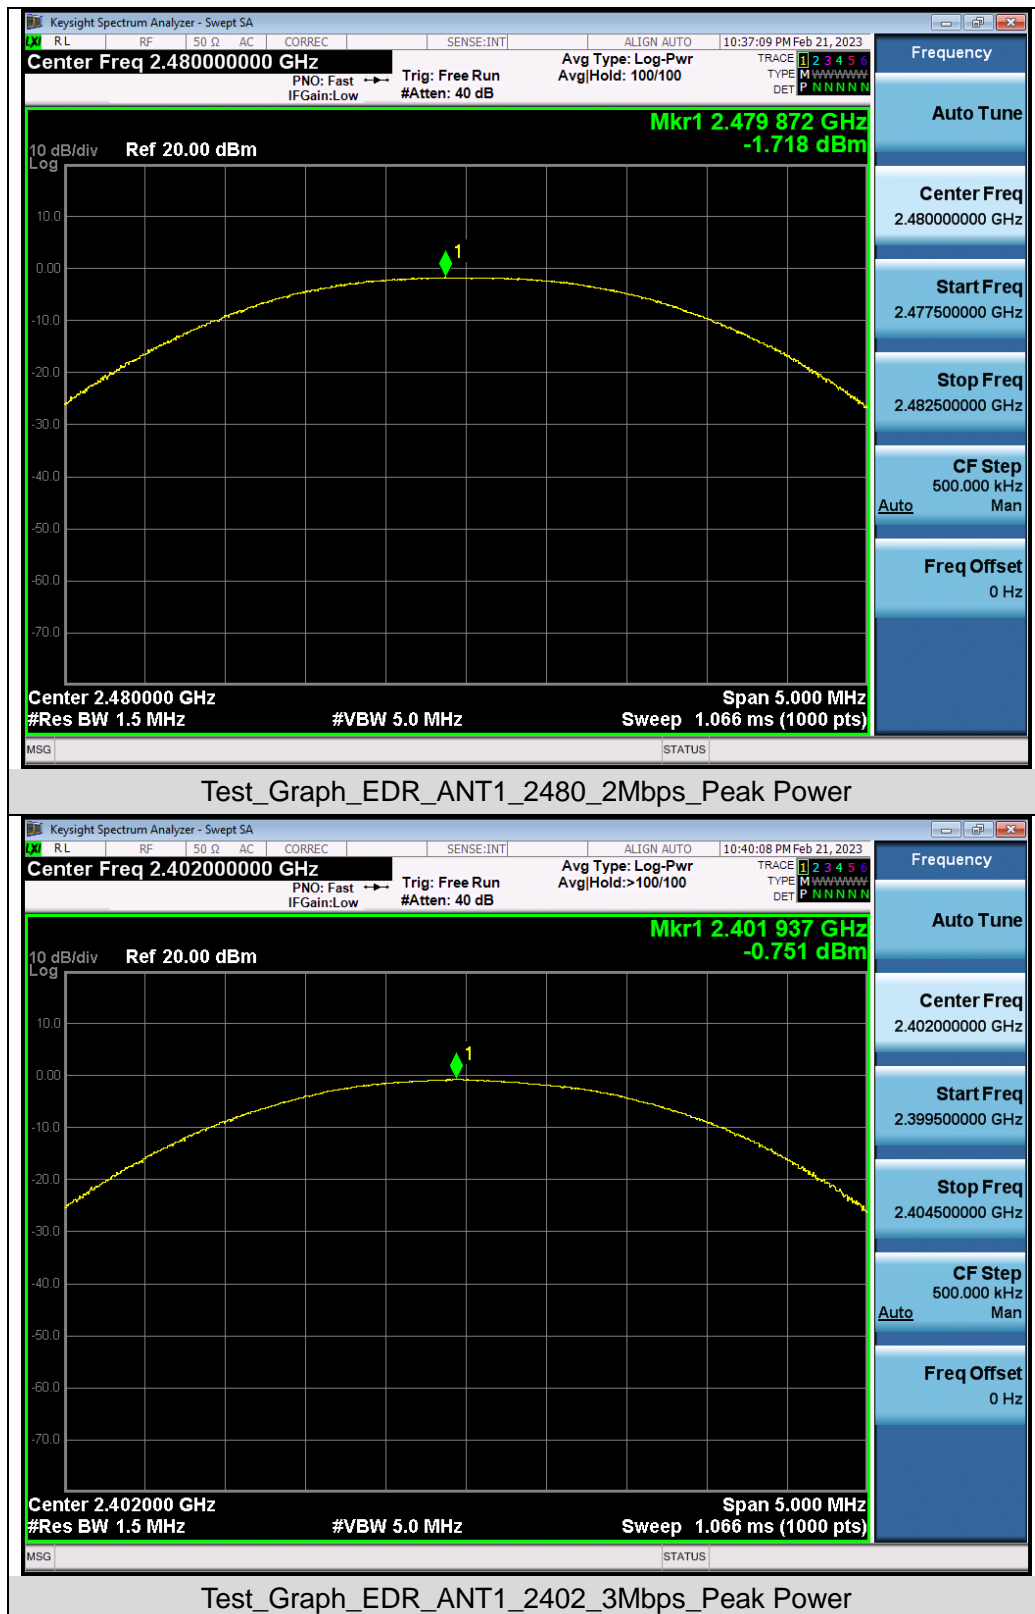 Keysight Spectrum Analyzer - Swept SA
LXI RL RF 50 Ω AC CORREC SENSE:INT ALIGN AUTO 10:37:09 PM Feb 21, 2023
Center Freq 2.480000000 GHz
PNO: Fast
IFGain:Low
Trig: Free Run
#Atten: 40 dB
Avg Type: Log-Pwr
Avg|Hold: 100/100
TRACE 1 2 3 4 5 6
TYPE M WWWWW
DET P N N N N N
Mkr1 2.479 872 GHz
-1.718 dBm
10 dB/div Ref 20.00 dBm
Log
10.0
1
0.00
-10.0
-20.0
-30.0
-40.0
-50.0
-60.0
-70.0
Center 2.480000 GHz Span 5.000 MHz
#Res BW 1.5 MHz #VBW 5.0 MHz Sweep 1.066 ms (1000 pts)
MSG STATUS
Frequency
Auto Tune
Center Freq
2.480000000 GHz
Start Freq
2.477500000 GHz
Stop Freq
2.482500000 GHz
CF Step
500.000 kHz
Auto Man
Freq Offset
0 Hz
Test_Graph_EDR_ANT1_2480_2Mbps_Peak Power
Keysight Spectrum Analyzer - Swept SA
LXI RL RF 50 Ω AC CORREC SENSE:INT ALIGN AUTO 10:40:08 PM Feb 21, 2023
Center Freq 2.402000000 GHz
PNO: Fast
IFGain:Low
Trig: Free Run
#Atten: 40 dB
Avg Type: Log-Pwr
Avg|Hold:>100/100
TRACE 1 2 3 4 5 6
TYPE M WWWWW
DET P N N N N N
Mkr1 2.401 937 GHz
-0.751 dBm
10 dB/div Ref 20.00 dBm
Log
10.0
1
0.00
-10.0
-20.0
-30.0
-40.0
-50.0
-60.0
-70.0
Center 2.402000 GHz Span 5.000 MHz
#Res BW 1.5 MHz #VBW 5.0 MHz Sweep 1.066 ms (1000 pts)
MSG STATUS
Frequency
Auto Tune
Center Freq
2.402000000 GHz
Start Freq
2.399500000 GHz
Stop Freq
2.404500000 GHz
CF Step
500.000 kHz
Auto Man
Freq Offset
0 Hz
Test_Graph_EDR_ANT1_2402_3Mbps_Peak Power